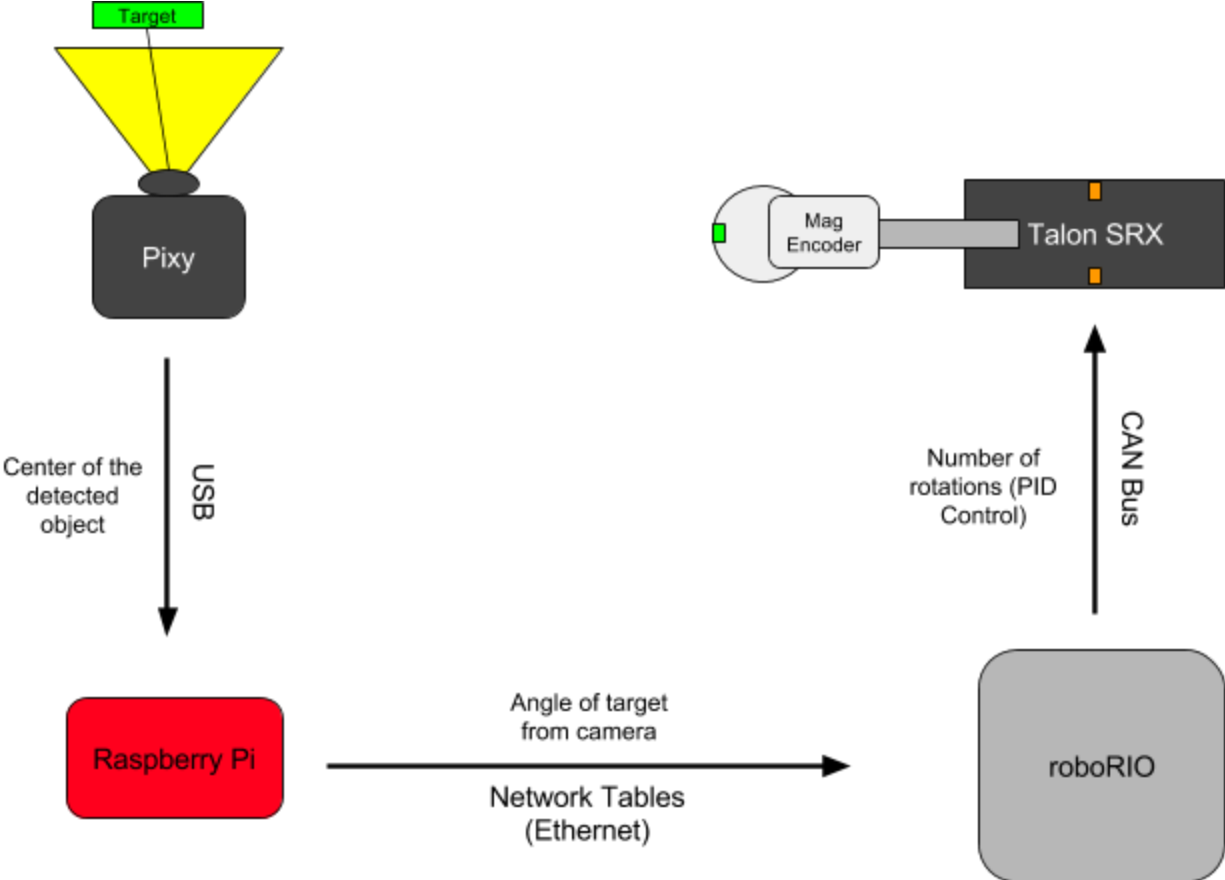 Target
Pixy
Center of the
detected
object
USB
Raspberry Pi
Angle of target
from camera
Network Tables
(Ethernet)
roboRIO
Number of
rotations (PID
Control)
CAN Bus
Mag
Encoder
Talon SRX